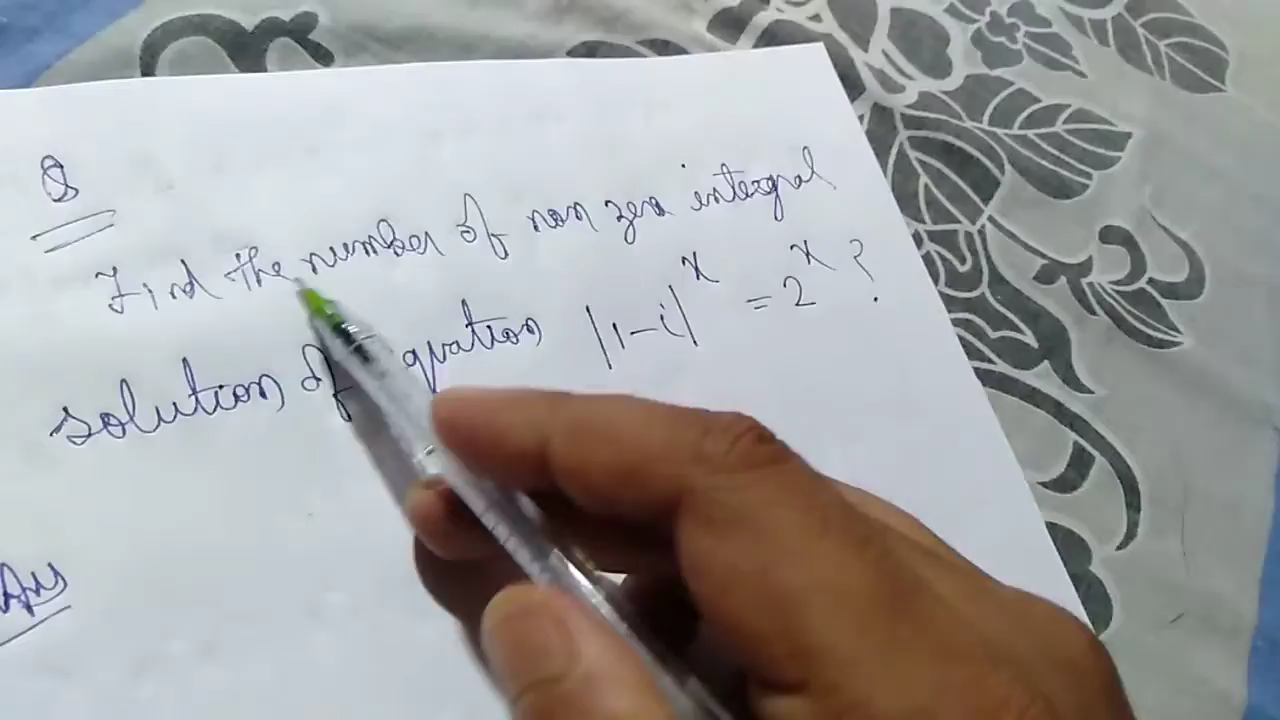 Q
Find the number of non zero integral
solution of equation |1-i|^x = 2^x ?
Ans